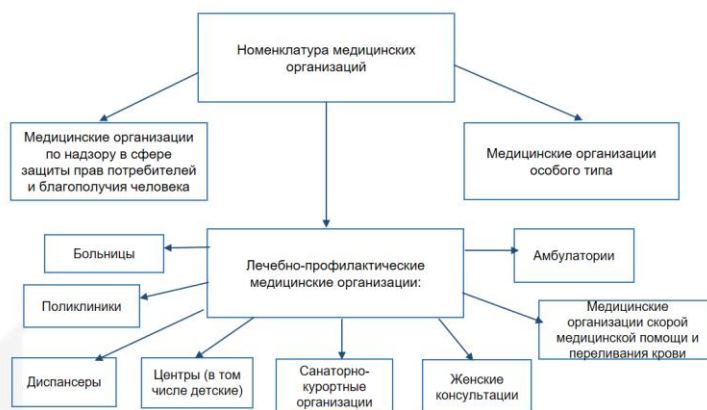 Номенклатура медицинских
организаций
Медицинские организации
по надзору в сфере
защиты прав потребителей
и благополучия человека
Медицинские организации
особого типа
Больницы
Лечебно-профилактические
медицинские организации:
Амбулатории
Поликлиники
Медицинские
организации скорой
медицинской помощи и
переливания крови
Диспансеры
Центры (в том
числе детские)
Санаторно-
курортные
организации
Женские
консультации